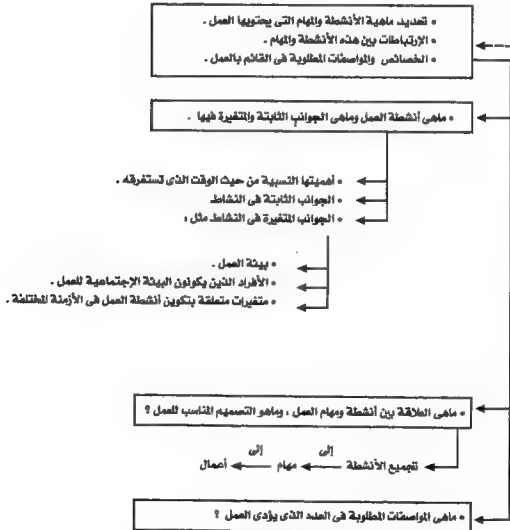 • تحديد ماهية الأنشطة والمهام التى يحتويها العمل .
• الإرتباطات بين هذه الأنشطة والمهام .
• الخصائص والمواصفات المطلوبة فى القائم بالعمل .
• ماهى أنشطة العمل وماهى الجوانب الثابتة والمتغيرة فيها .
• أهميتها النسبية من حيث الوقت الذى تستغرقه .
• الجوانب الثابتة فى النشاط
• الجوانب المتغيرة فى النشاط مثل :
• بيئة العمل .
• الأفراد الذين يكونون البيئة الإجتماعية للعمل .
• متغيرات متعلقة بتكوين أنشطة العمل فى الأزمنة المختلفة .
• ماهى العلاقة بين أنشطة ومهام العمل ، وماهو التصميم المناسب للعمل ؟
إلى إلى
تجميع الأنشطة مهام أعمال
• ماهى المواصفات المطلوبة فى العدد الذى يؤدى العمل ؟